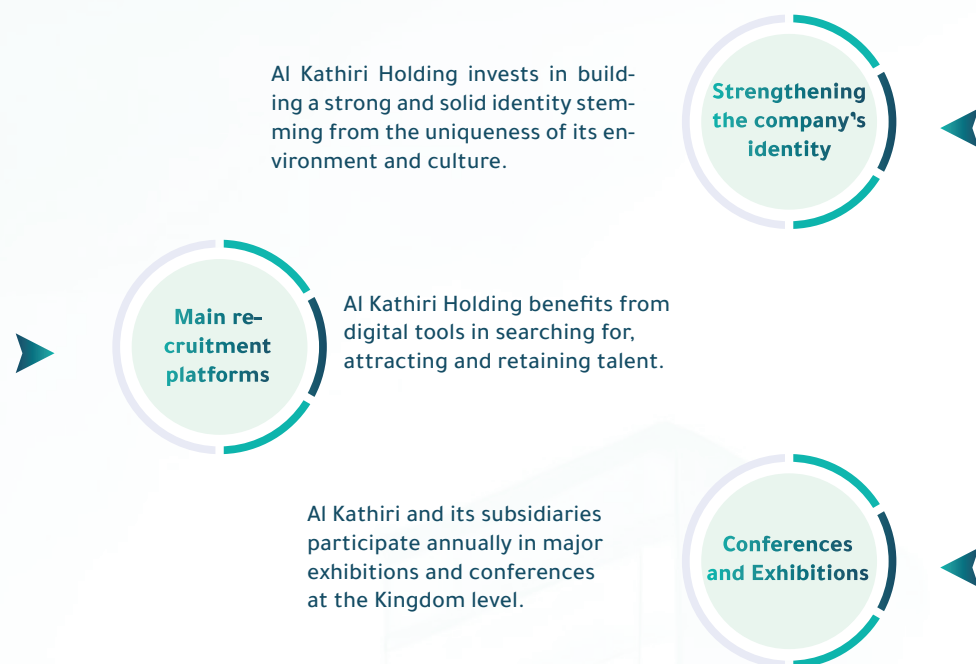 Al Kathiri Holding invests in build-
ing a strong and solid identity stem-
ming from the uniqueness of its en-
vironment and culture.
Strengthening
the company's
identity
Main re-
cruitment
platforms
Al Kathiri Holding benefits from
digital tools in searching for,
attracting and retaining talent.
Al Kathiri and its subsidiaries
participate annually in major
exhibitions and conferences
at the Kingdom level.
Conferences
and Exhibitions